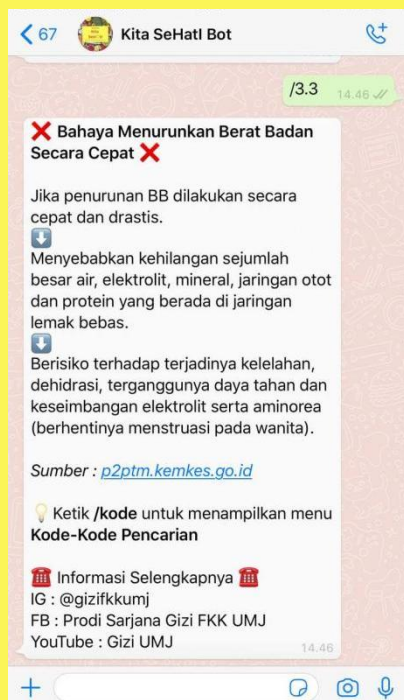 67
Kita SeHatI Bot
/3.3 14.46
❌ Bahaya Menurunkan Berat Badan
Secara Cepat ❌
Jika penurunan BB dilakukan secara
cepat dan drastis.
⬇️
Menyebabkan kehilangan sejumlah
besar air, elektrolit, mineral, jaringan otot
dan protein yang berada di jaringan
lemak bebas.
⬇️
Berisiko terhadap terjadinya kelelahan,
dehidrasi, terganggunya daya tahan dan
keseimbangan elektrolit serta aminorea
(berhentinya menstruasi pada wanita).
Sumber : p2ptm.kemkes.go.id
💡 Ketik /kode untuk menampilkan menu
Kode-Kode Pencarian
☎️ Informasi Selengkapnya ☎️
IG : @gizifkkumj
FB : Prodi Sarjana Gizi FKK UMJ
YouTube : Gizi UMJ
14.46